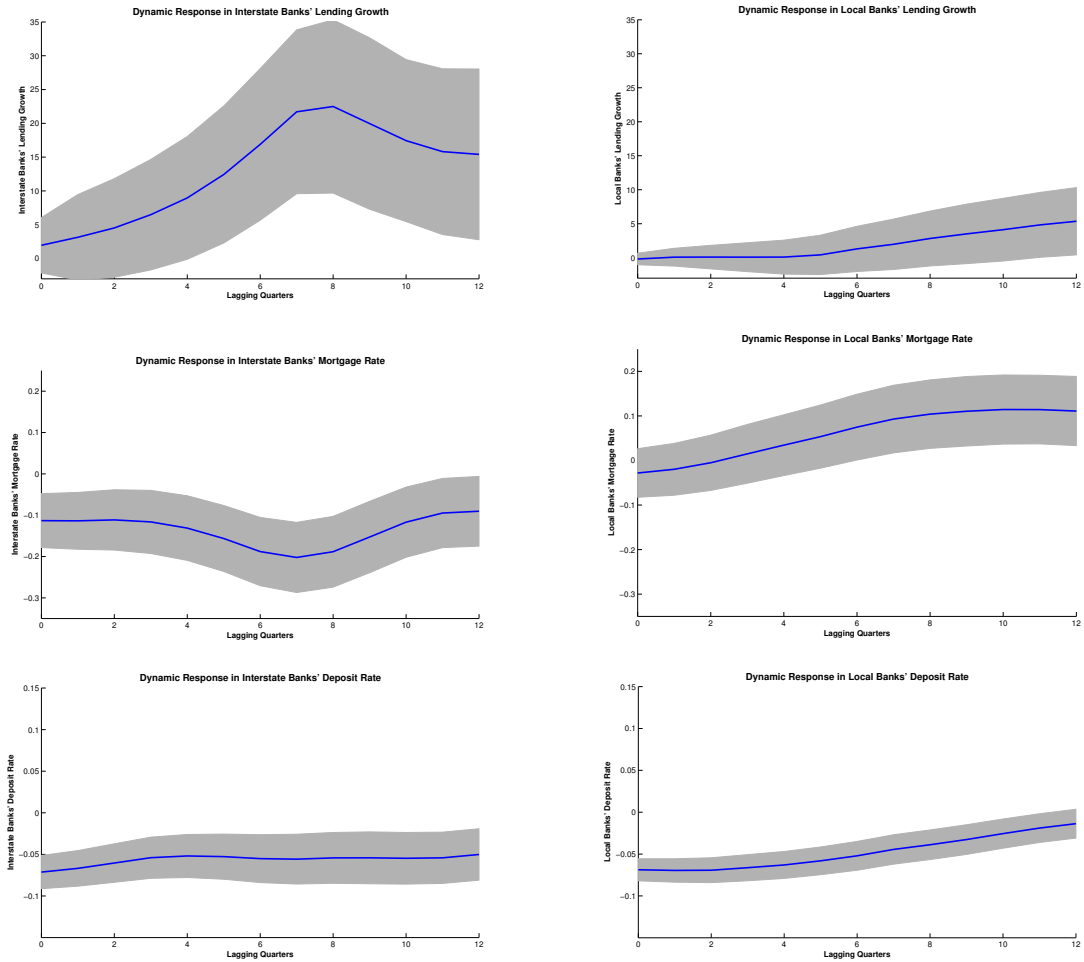 Dynamic Response in Interstate Banks' Lending Growth
Interstate Banks' Lending Growth
35
30
25
20
15
10
5
0
0 2 4 6 8 10 12
Lagging Quarters
Dynamic Response in Local Banks' Lending Growth
Local Banks' Lending Growth
35
30
25
20
15
10
5
0
0 2 4 6 8 10 12
Lagging Quarters
Dynamic Response in Interstate Banks' Mortgage Rate
Interstate Banks' Mortgage Rate
0.2
0.1
0
−0.1
−0.2
−0.3
0 2 4 6 8 10 12
Lagging Quarters
Dynamic Response in Local Banks' Mortgage Rate
Local Banks' Mortgage Rate
0.2
0.1
0
−0.1
−0.2
−0.3
0 2 4 6 8 10 12
Lagging Quarters
Dynamic Response in Interstate Banks' Deposit Rate
Interstate Banks' Deposit Rate
0.15
0.1
0.05
0
−0.05
−0.1
0 2 4 6 8 10 12
Lagging Quarters
Dynamic Response in Local Banks' Deposit Rate
Local Banks' Deposit Rate
0.15
0.1
0.05
0
−0.05
−0.1
0 2 4 6 8 10 12
Lagging Quarters